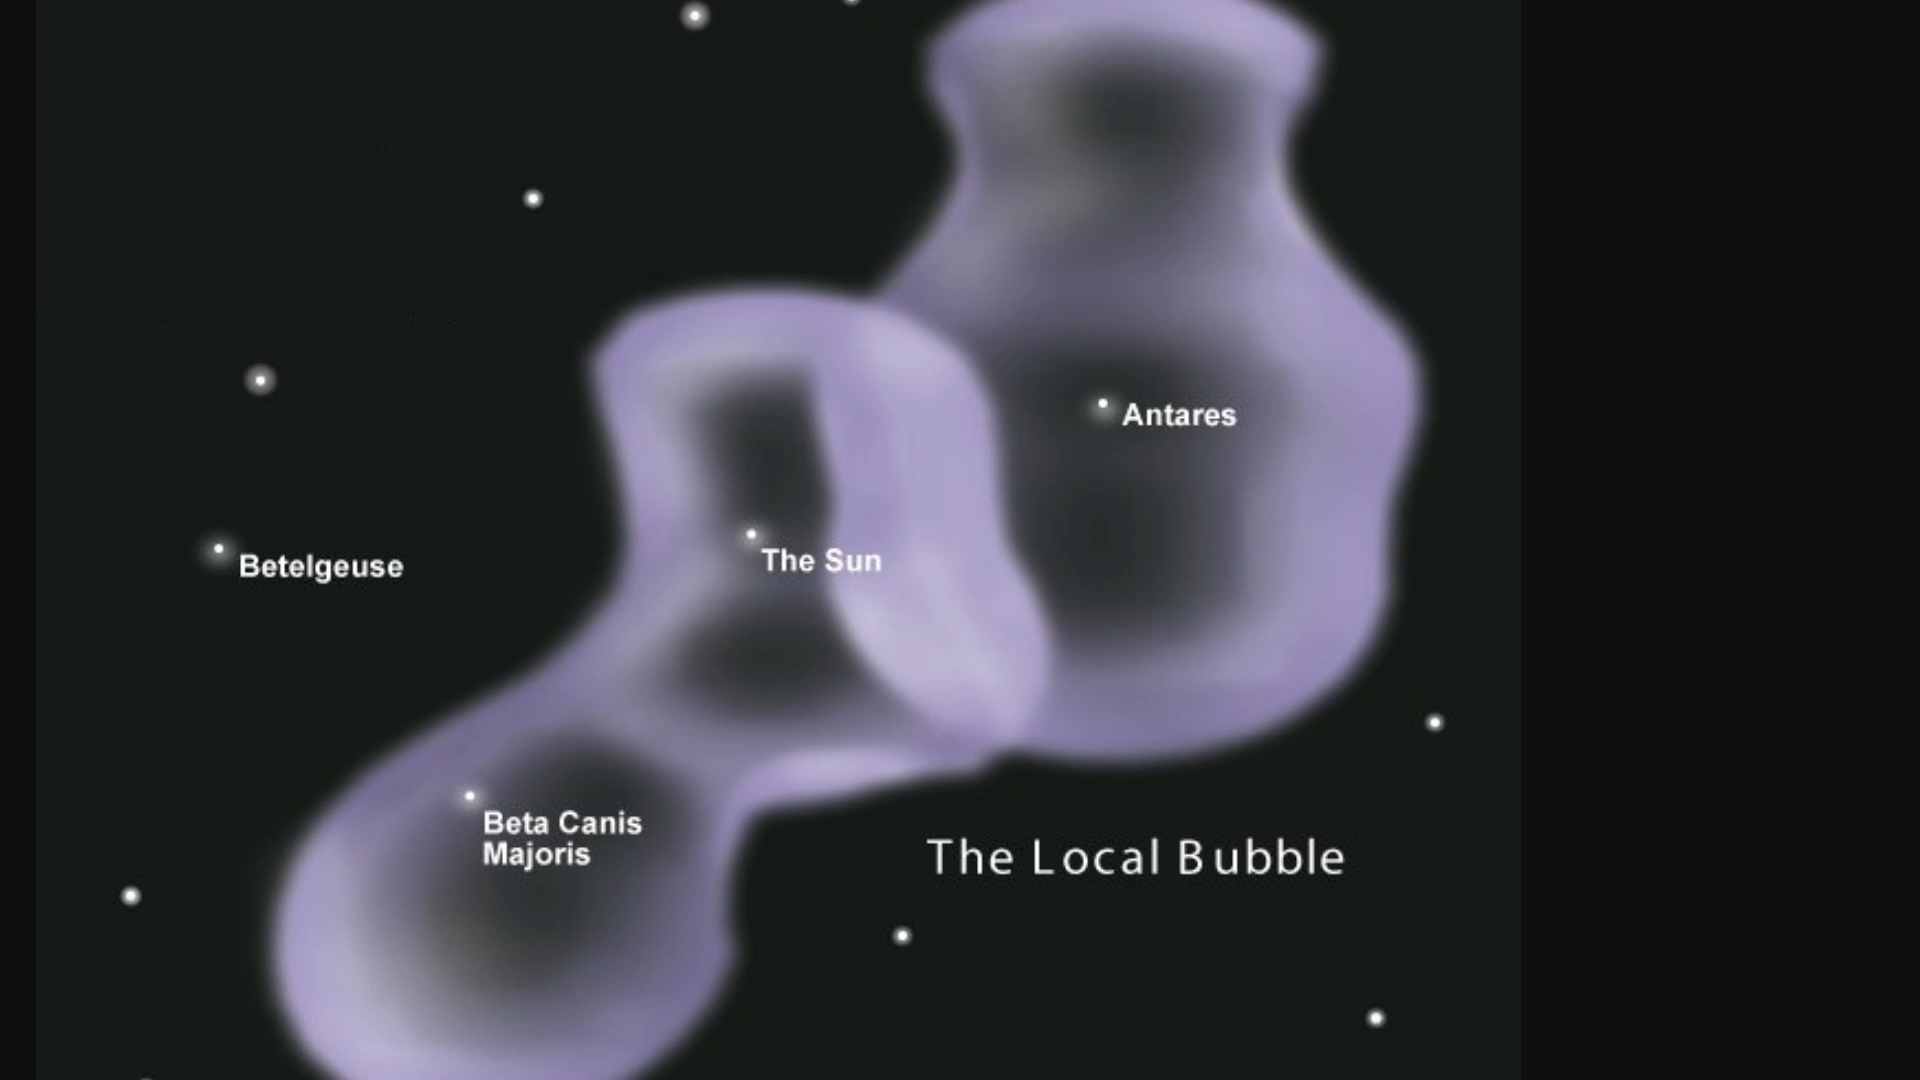 Antares
Betelgeuse
The Sun
Beta Canis
Majoris
The Local Bubble